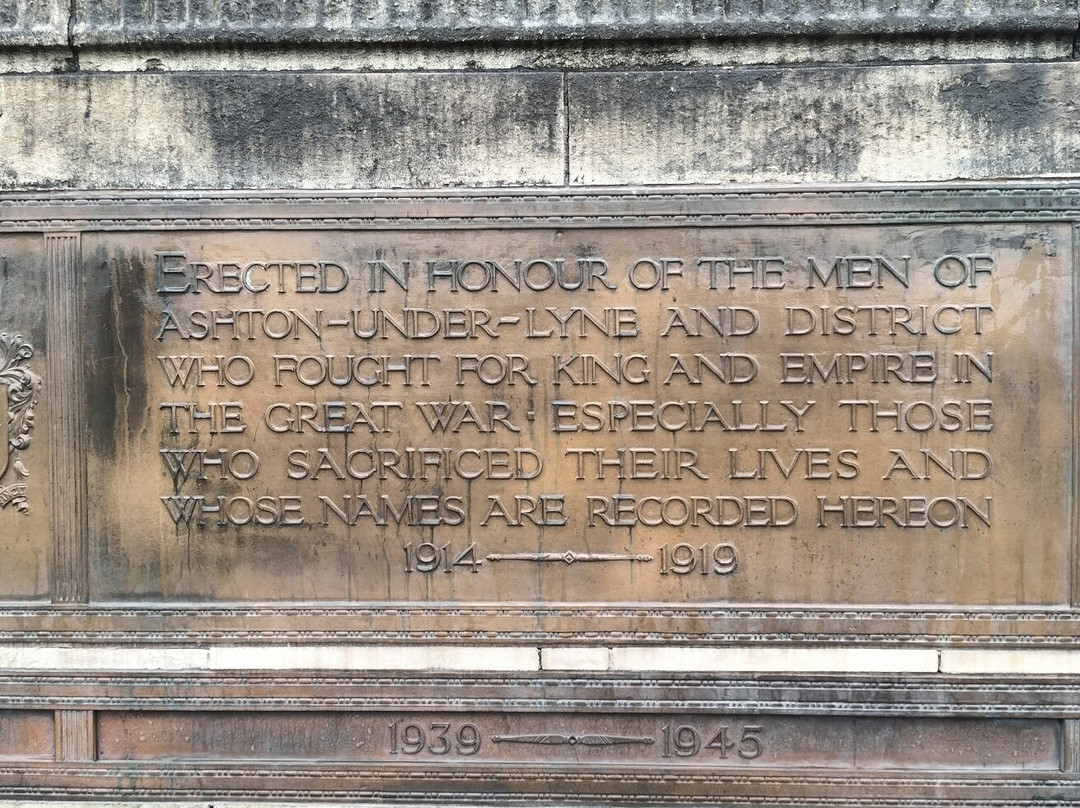 ERECTED IN HONOUR OF THE MEN OF
ASHTON-UNDER-LYNE AND DISTRICT
WHO FOUGHT FOR KING AND EMPIRE IN
THE GREAT WAR : ESPECIALLY THOSE
WHO SACRIFICED THEIR LIVES AND
WHOSE NAMES ARE RECORDED HEREON
1914 — 1919
1939 — 1945